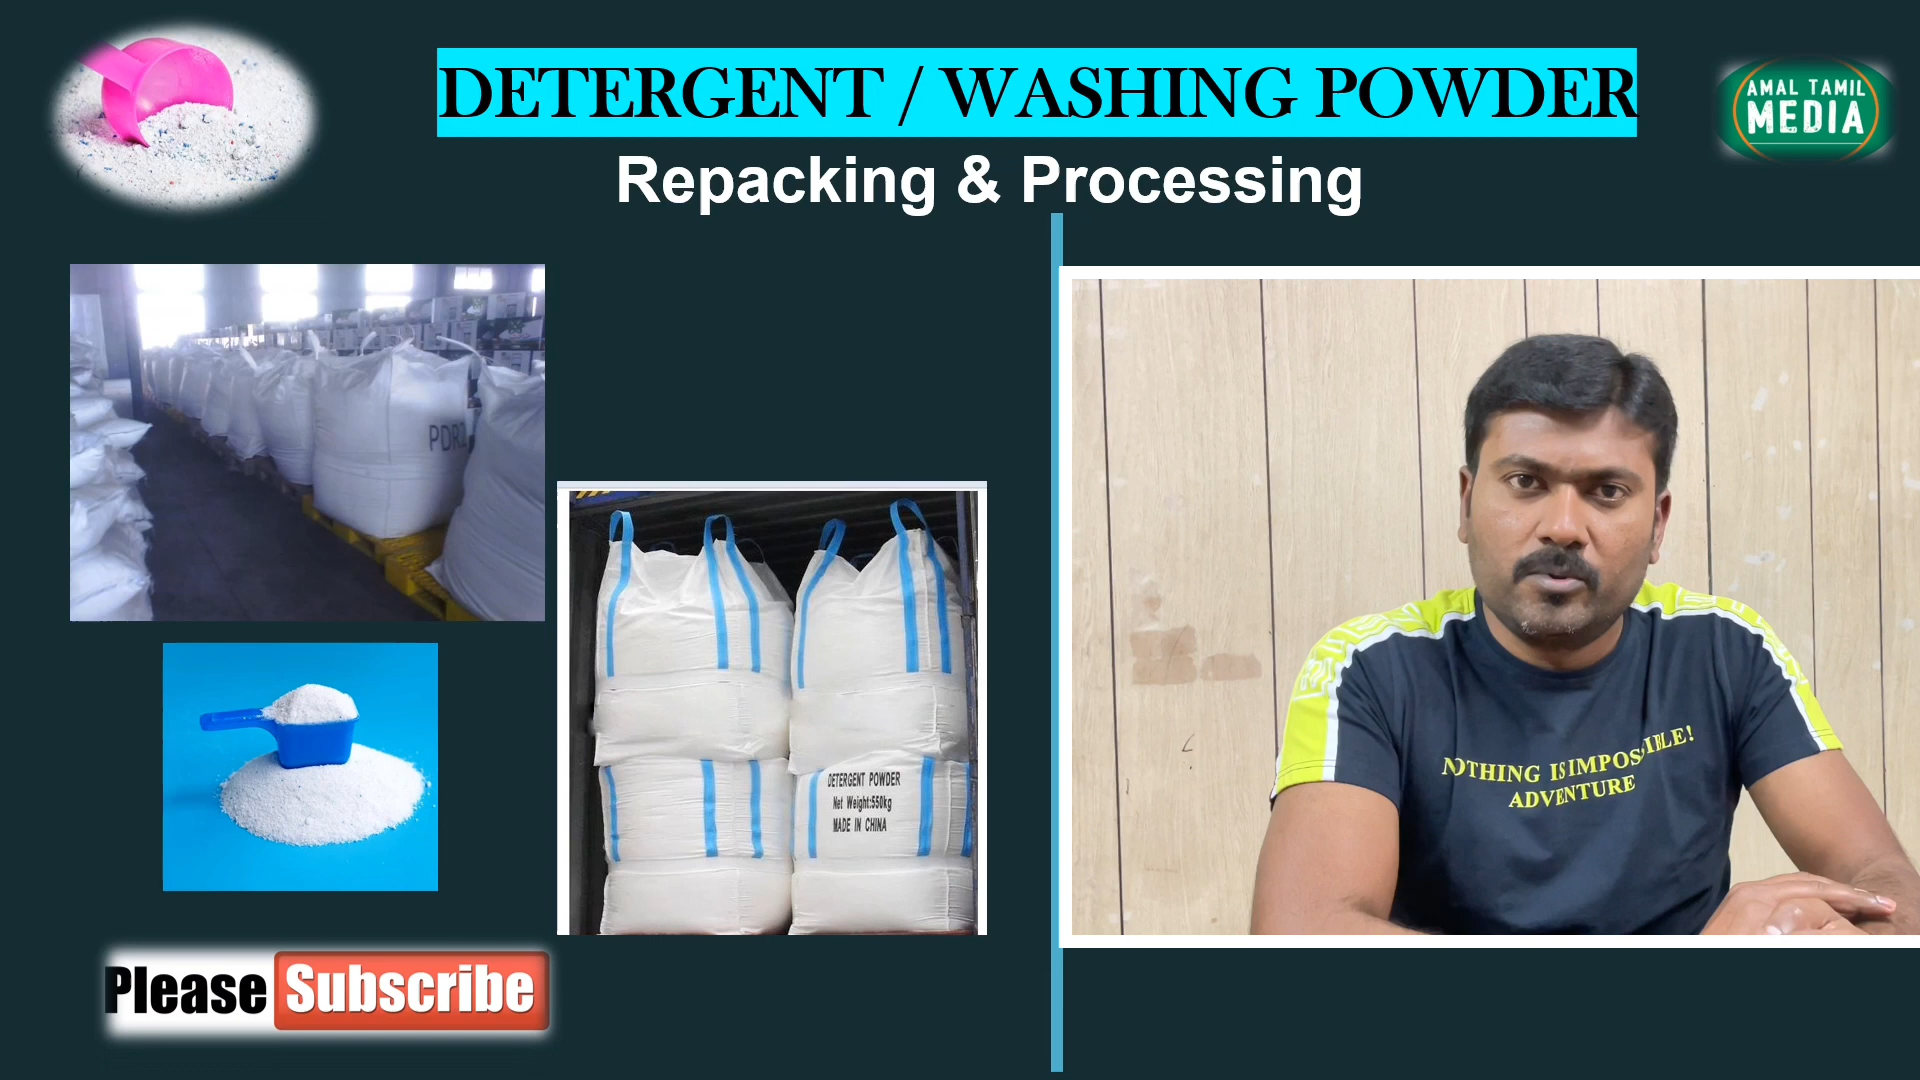 DETERGENT / WASHING POWDER
Repacking & Processing
AMAL TAMIL
MEDIA
DETERGENT POWDER
Net Weight:550kg
MADE IN CHINA
NOTHING IS IMPOSSIBLE!
ADVENTURE
Please Subscribe